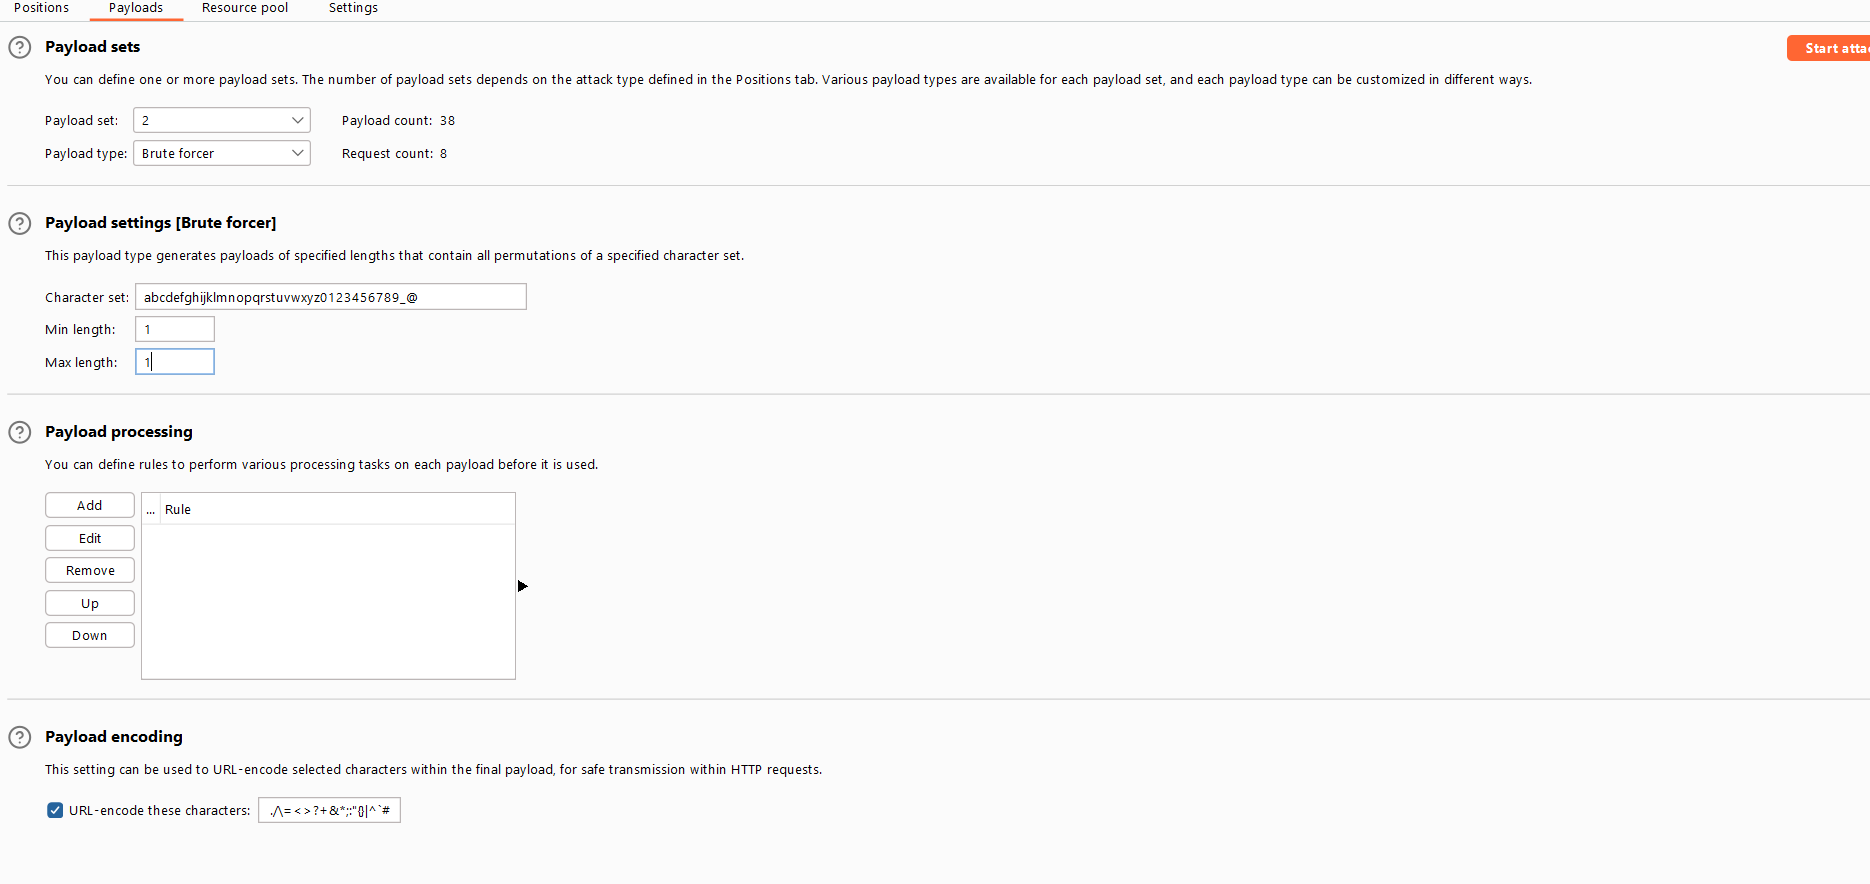 Positions Payloads Resource pool Settings
Payload sets
Start atta
You can define one or more payload sets. The number of payload sets depends on the attack type defined in the Positions tab. Various payload types are available for each payload set, and each payload type can be customized in different ways.
Payload set: 2 Payload count: 38
Payload type: Brute forcer Request count: 8
Payload settings [Brute forcer]
This payload type generates payloads of specified lengths that contain all permutations of a specified character set.
Character set: abcdefghijklmnopqrstuvwxyz0123456789_@
Min length: 1
Max length: 1
Payload processing
You can define rules to perform various processing tasks on each payload before it is used.
Add ... Rule
Edit
Remove
Up
Down
Payload encoding
This setting can be used to URL-encode selected characters within the final payload, for safe transmission within HTTP requests.
URL-encode these characters: ./\=<>?+&*;:"{}|^`#